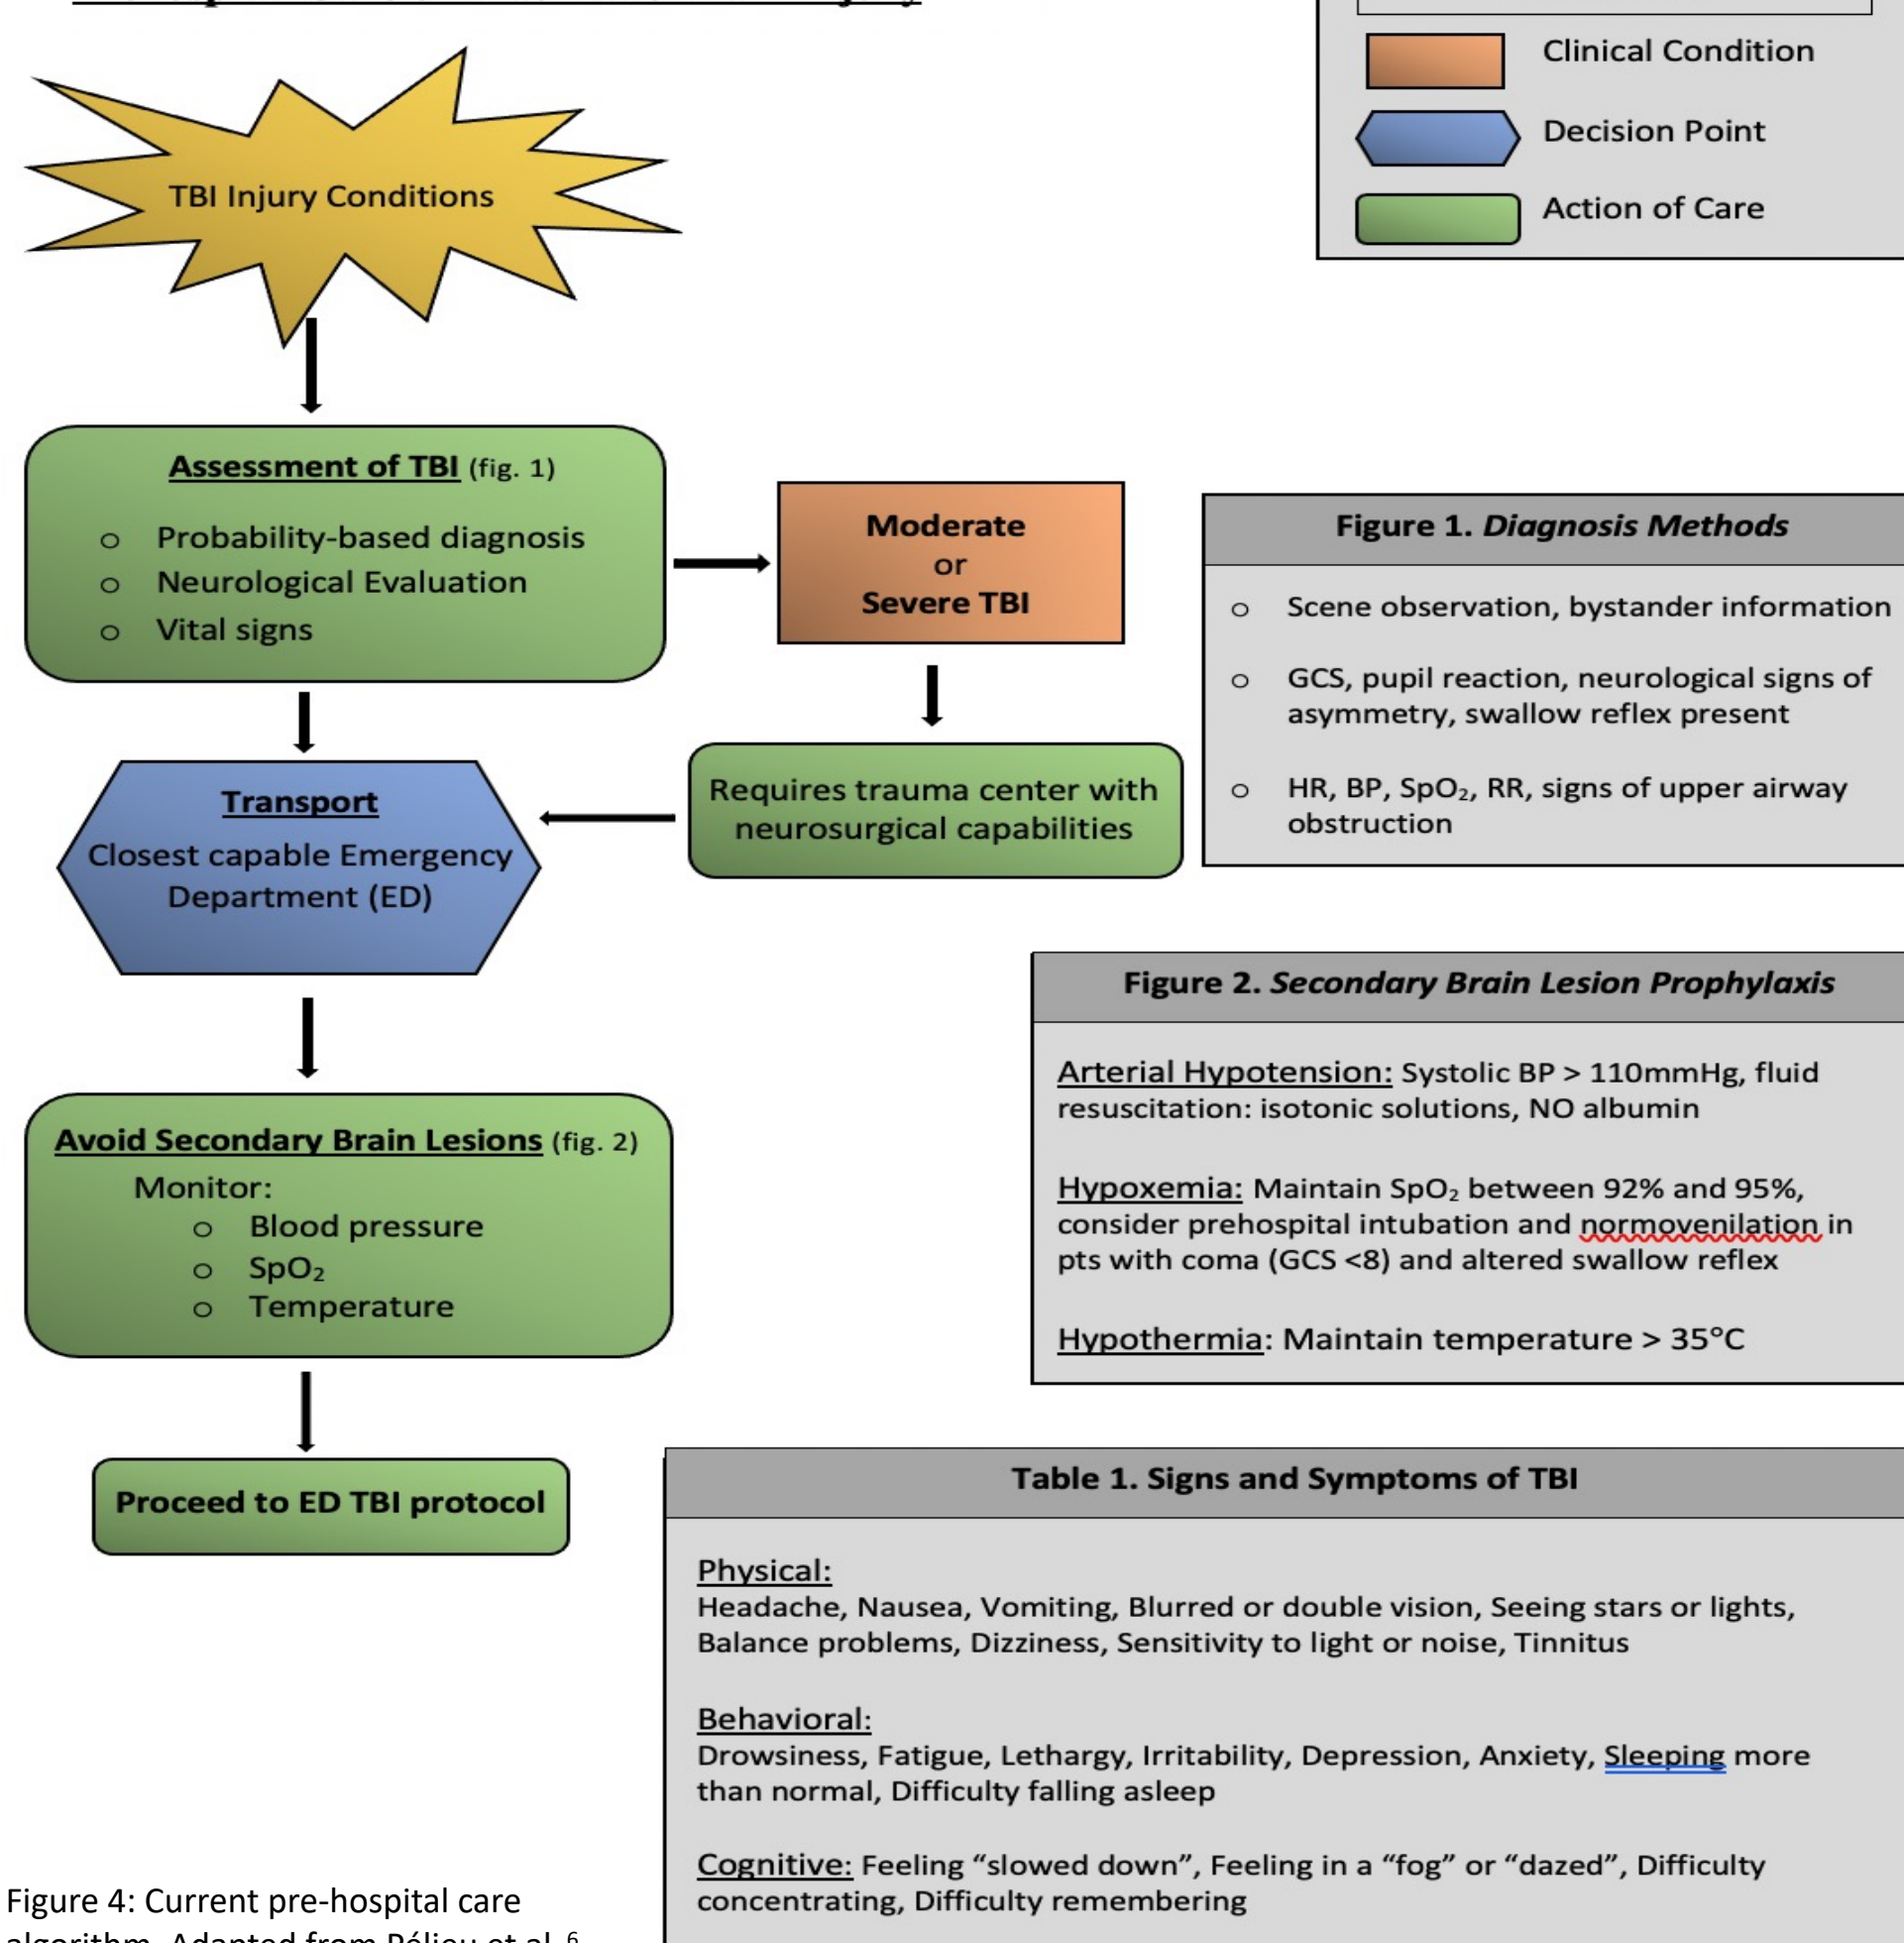 Clinical Condition
Decision Point
Action of Care
TBI Injury Conditions
Assessment of TBI (fig. 1)
o Probability-based diagnosis
o Neurological Evaluation
o Vital signs
Moderate
or
Severe TBI
Figure 1. Diagnosis Methods
o Scene observation, bystander information
o GCS, pupil reaction, neurological signs of
asymmetry, swallow reflex present
o HR, BP, SpO₂, RR, signs of upper airway
obstruction
Transport
Closest capable Emergency
Department (ED)
Requires trauma center with
neurosurgical capabilities
Figure 2. Secondary Brain Lesion Prophylaxis
Arterial Hypotension: Systolic BP > 110mmHg, fluid
resuscitation: isotonic solutions, NO albumin
Hypoxemia: Maintain SpO₂ between 92% and 95%,
consider prehospital intubation and normovenilation in
pts with coma (GCS <8) and altered swallow reflex
Hypothermia: Maintain temperature > 35°C
Avoid Secondary Brain Lesions (fig. 2)
Monitor:
o Blood pressure
o SpO₂
o Temperature
Proceed to ED TBI protocol
Table 1. Signs and Symptoms of TBI
Physical:
Headache, Nausea, Vomiting, Blurred or double vision, Seeing stars or lights,
Balance problems, Dizziness, Sensitivity to light or noise, Tinnitus
Behavioral:
Drowsiness, Fatigue, Lethargy, Irritability, Depression, Anxiety, Sleeping more
than normal, Difficulty falling asleep
Cognitive: Feeling “slowed down”, Feeling in a “fog” or “dazed”, Difficulty
concentrating, Difficulty remembering
Figure 4: Current pre-hospital care
algorithm. Adapted from Pélieu et al.⁶